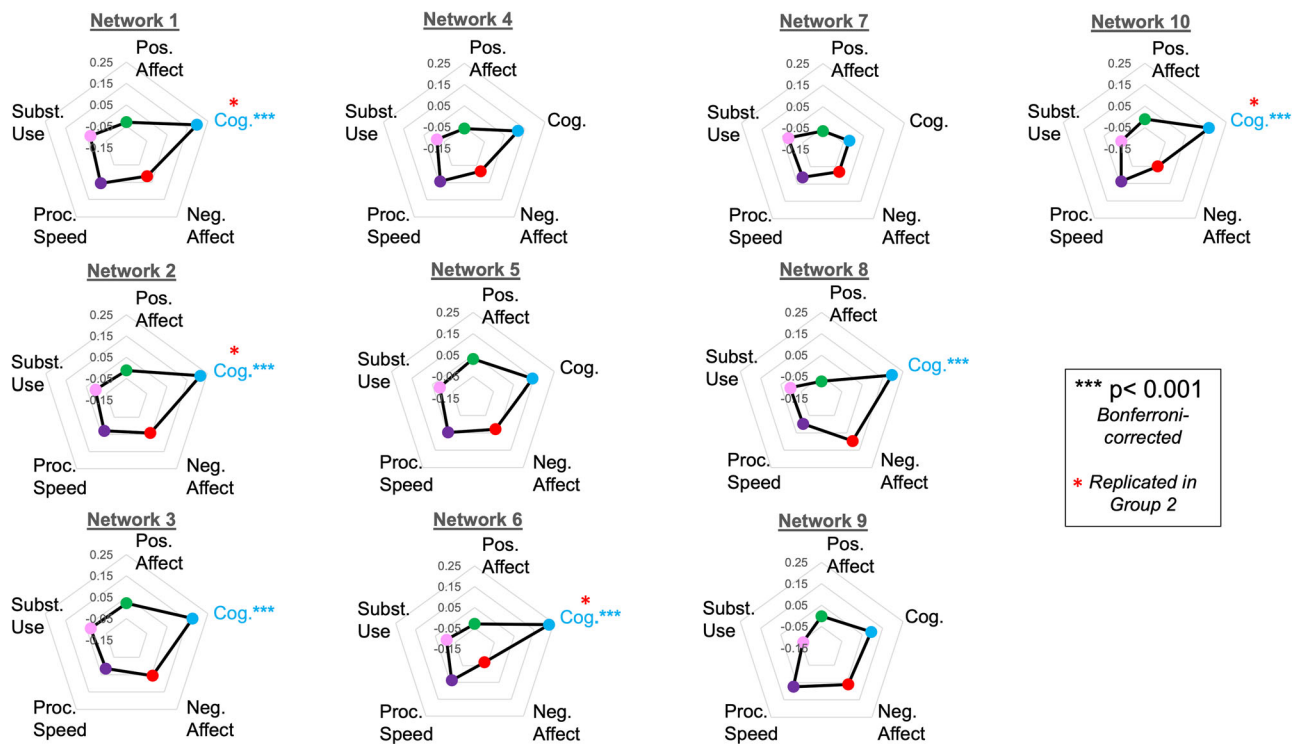 Network 1
Pos.
Affect
0.25
0.15
0.05
-0.05
-0.15
Subst.
Use
*
Cog.***
Proc.
Speed
Neg.
Affect
Network 4
Pos.
Affect
0.25
0.15
0.05
-0.05
-0.15
Subst.
Use
Cog.
Proc.
Speed
Neg.
Affect
Network 7
Pos.
Affect
0.25
0.15
0.05
-0.05
-0.15
Subst.
Use
Cog.
Proc.
Speed
Neg.
Affect
Network 10
Pos.
Affect
0.25
0.15
0.05
-0.05
-0.15
Subst.
Use
*
Cog.***
Proc.
Speed
Neg.
Affect
Network 2
Pos.
Affect
0.25
0.15
0.05
-0.05
-0.15
Subst.
Use
*
Cog.***
Proc.
Speed
Neg.
Affect
Network 5
Pos.
Affect
0.25
0.15
0.05
-0.05
-0.15
Subst.
Use
Cog.
Proc.
Speed
Neg.
Affect
Network 8
Pos.
Affect
0.25
0.15
0.05
-0.05
-0.15
Subst.
Use
Cog.***
Proc.
Speed
Neg.
Affect
*** p< 0.001
Bonferroni-
corrected
* Replicated in
Group 2
Network 3
Pos.
Affect
0.25
0.15
0.05
-0.05
-0.15
Subst.
Use
Cog.***
Proc.
Speed
Neg.
Affect
Network 6
Pos.
Affect
0.25
0.15
0.05
-0.05
-0.15
Subst.
Use
*
Cog.***
Proc.
Speed
Neg.
Affect
Network 9
Pos.
Affect
0.25
0.15
0.05
-0.05
-0.15
Subst.
Use
Cog.
Proc.
Speed
Neg.
Affect